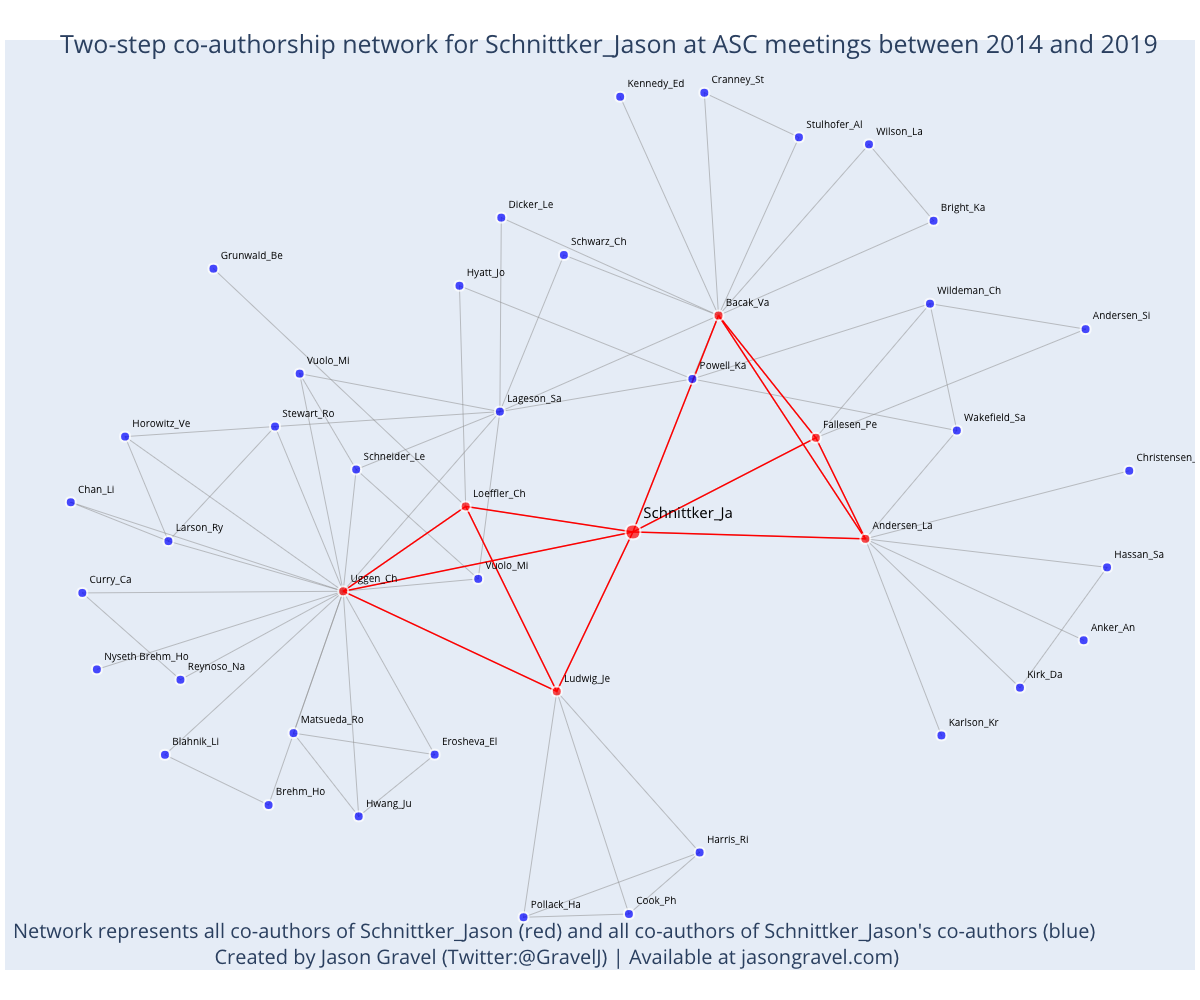 Two-step co-authorship network for Schnittker_Jason at ASC meetings between 2014 and 2019
Kennedy_Ed
Cranney_St
Stulhofer_Al
Wilson_La
Dicker_Le
Bright_Ka
Schwarz_Ch
Grunwald_Be
Hyatt_Jo
Wildeman_Ch
Bacak_Va
Andersen_Si
Vuolo_Mi
Powell_Ka
Lageson_Sa
Stewart_Ro
Wakefield_Sa
Horowitz_Ve
Fallesen_Pe
Schneider_Le
Christensen_
Chan_Li
Loeffler_Ch
Schnittker_Ja
Larson_Ry
Andersen_La
Hassan_Sa
Curry_Ca
Uggen_Ch
Vuolo_Mi
Anker_An
Nyseth Brehm_Ho
Reynoso_Na
Kirk_Da
Ludwig_Je
Matsueda_Ro
Karlson_Kr
Blahnik_Li
Erosheva_El
Brehm_Ho
Hwang_Ju
Harris_Ri
Pollack_Ha
Cook_Ph
Network represents all co-authors of Schnittker_Jason (red) and all co-authors of Schnittker_Jason's co-authors (blue)
Created by Jason Gravel (Twitter:@GravelJ) | Available at jasongravel.com)